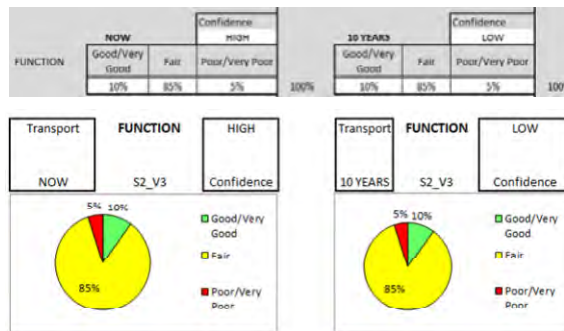 Confidence Confidence
NOW HIGH 10 YEARS LOW
FUNCTION Good/Very Good Fair Poor/Very Poor Good/Very Good Fair Poor/Very Poor
10% 85% 5% 100% 10% 85% 5% 100
Transport FUNCTION HIGH
NOW S2_V3 Confidence
5% 10%
85%
Good/Very
Good
Fair
Poor/Very
Poor
Transport FUNCTION LOW
10 YEARS S2_V3 Confidence
5% 10%
85%
Good/Very
Good
Fair
Poor/Very
Poor